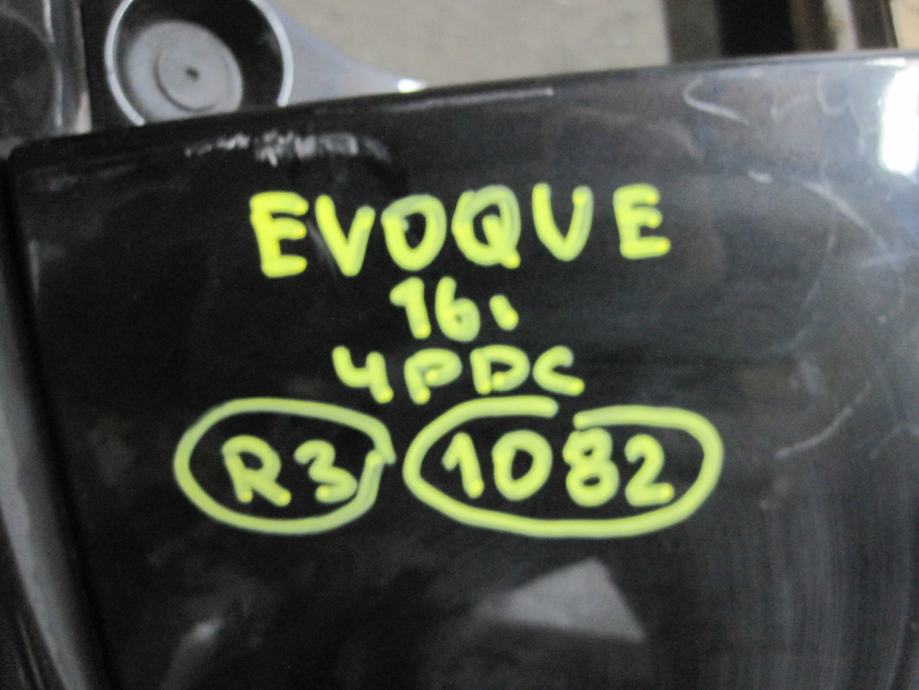 EVOQUE
16.
4PDC
R3 1082